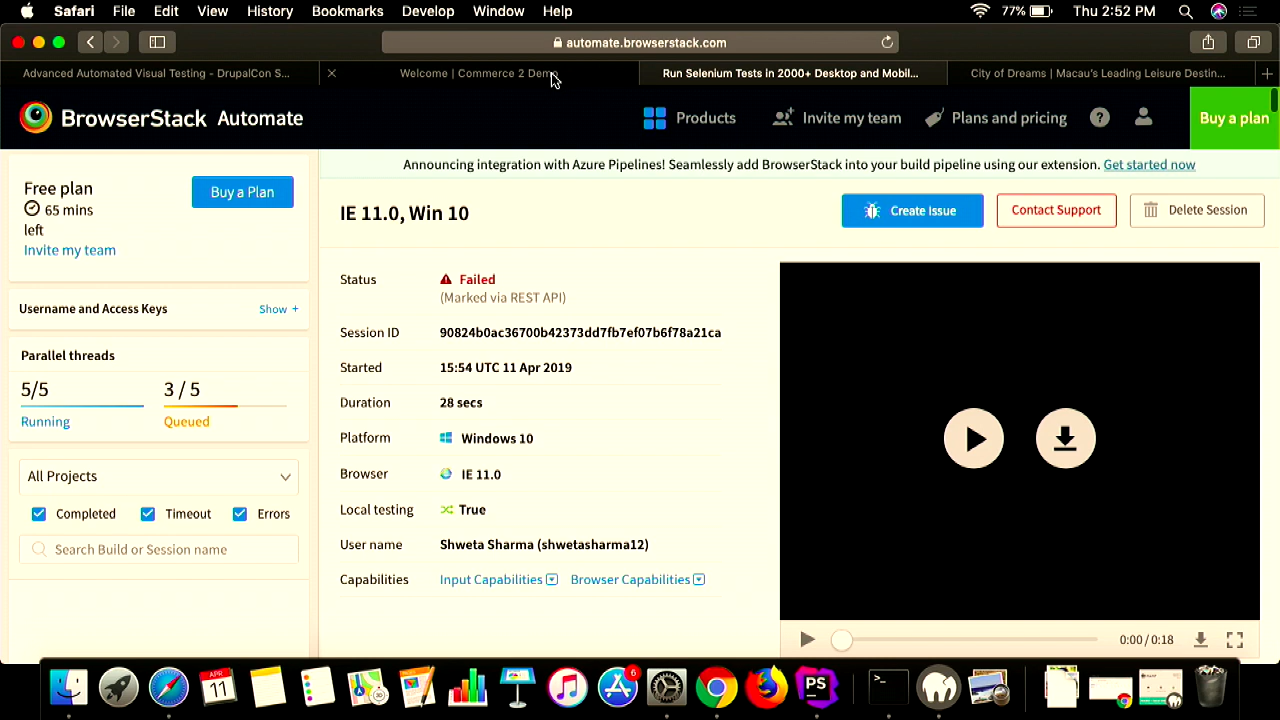 Safari File Edit View History Bookmarks Develop Window Help 77% Thu 2:52 PM
automate.browserstack.com
Advanced Automated Visual Testing - DrupalCon S... Welcome | Commerce 2 Demo Run Selenium Tests in 2000+ Desktop and Mobil... City of Dreams | Macau's Leading Leisure Destin...
BrowserStack Automate Products Invite my team Plans and pricing ? Buy a plan
Announcing integration with Azure Pipelines! Seamlessly add BrowserStack into your build pipeline using our extension. Get started now
Free plan
65 mins
left
Buy a Plan
Invite my team
Username and Access Keys Show +
Parallel threads
5/5 3 / 5
Running Queued
All Projects
Completed Timeout Errors
Search Build or Session name
IE 11.0, Win 10
Create Issue Contact Support Delete Session
Status Failed
(Marked via REST API)
Session ID 90824b0ac36700b42373dd7fb7ef07b6f78a21ca
Started 15:54 UTC 11 Apr 2019
Duration 28 secs
Platform Windows 10
Browser IE 11.0
Local testing True
User name Shweta Sharma (shwetasharma12)
Capabilities Input Capabilities Browser Capabilities
0:00 / 0:18
APR
11
6
PS
>_